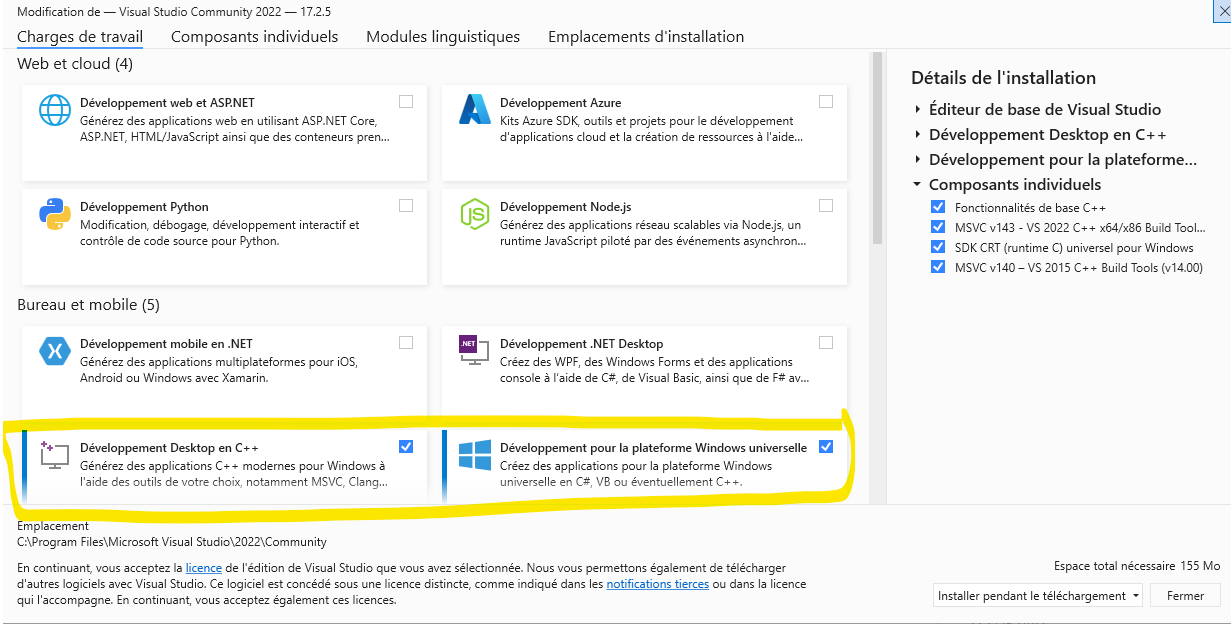 Modification de — Visual Studio Community 2022 — 17.2.5
Charges de travail Composants individuels Modules linguistiques Emplacements d'installation
Web et cloud (4)
Développement web et ASP.NET
Générez des applications web en utilisant ASP.NET Core,
ASP.NET, HTML/JavaScript ainsi que des conteneurs pren...
Développement Azure
Kits Azure SDK, outils et projets pour le développement
d'applications cloud et la création de ressources à l'aide...
Développement Python
Modification, débogage, développement interactif et
contrôle de code source pour Python.
Développement Node.js
Générez des applications réseau scalables via Node.js, un
runtime JavaScript piloté par des événements asynchron...
Bureau et mobile (5)
Développement mobile en .NET
Générez des applications multiplateformes pour iOS,
Android ou Windows avec Xamarin.
.NET
Développement .NET Desktop
Créez des WPF, des Windows Forms et des applications
console à l'aide de C#, de Visual Basic, ainsi que de F# av...
Développement Desktop en C++
Générez des applications C++ modernes pour Windows à
l'aide des outils de votre choix, notamment MSVC, Clang...
Développement pour la plateforme Windows universelle
Créez des applications pour la plateforme Windows
universelle en C#, VB ou éventuellement C++.
Détails de l'installation
Éditeur de base de Visual Studio
Développement Desktop en C++
Développement pour la plateforme...
Composants individuels
Fonctionnalités de base C++
MSVC v143 - VS 2022 C++ x64/x86 Build Tool...
SDK CRT (runtime C) universel pour Windows
MSVC v140 – VS 2015 C++ Build Tools (v14.00)
Emplacement
C:\Program Files\Microsoft Visual Studio\2022\Community
En continuant, vous acceptez la licence de l'édition de Visual Studio que vous avez sélectionnée. Nous vous permettons également de télécharger
d'autres logiciels avec Visual Studio. Ce logiciel est concédé sous une licence distincte, comme indiqué dans les notifications tierces ou dans la licence
qui l'accompagne. En continuant, vous acceptez également ces licences.
Espace total nécessaire 155 Mo
Installer pendant le téléchargement Fermer